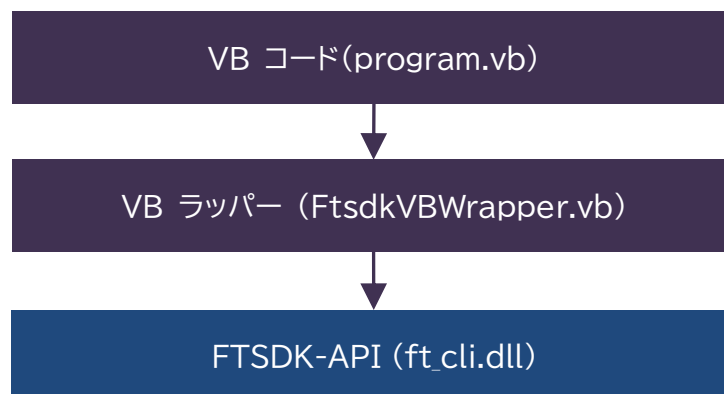 VB コード(program.vb)
VB ラッパー (FtsdkVBWrapper.vb)
FTSDK-API (ft_cli.dll)